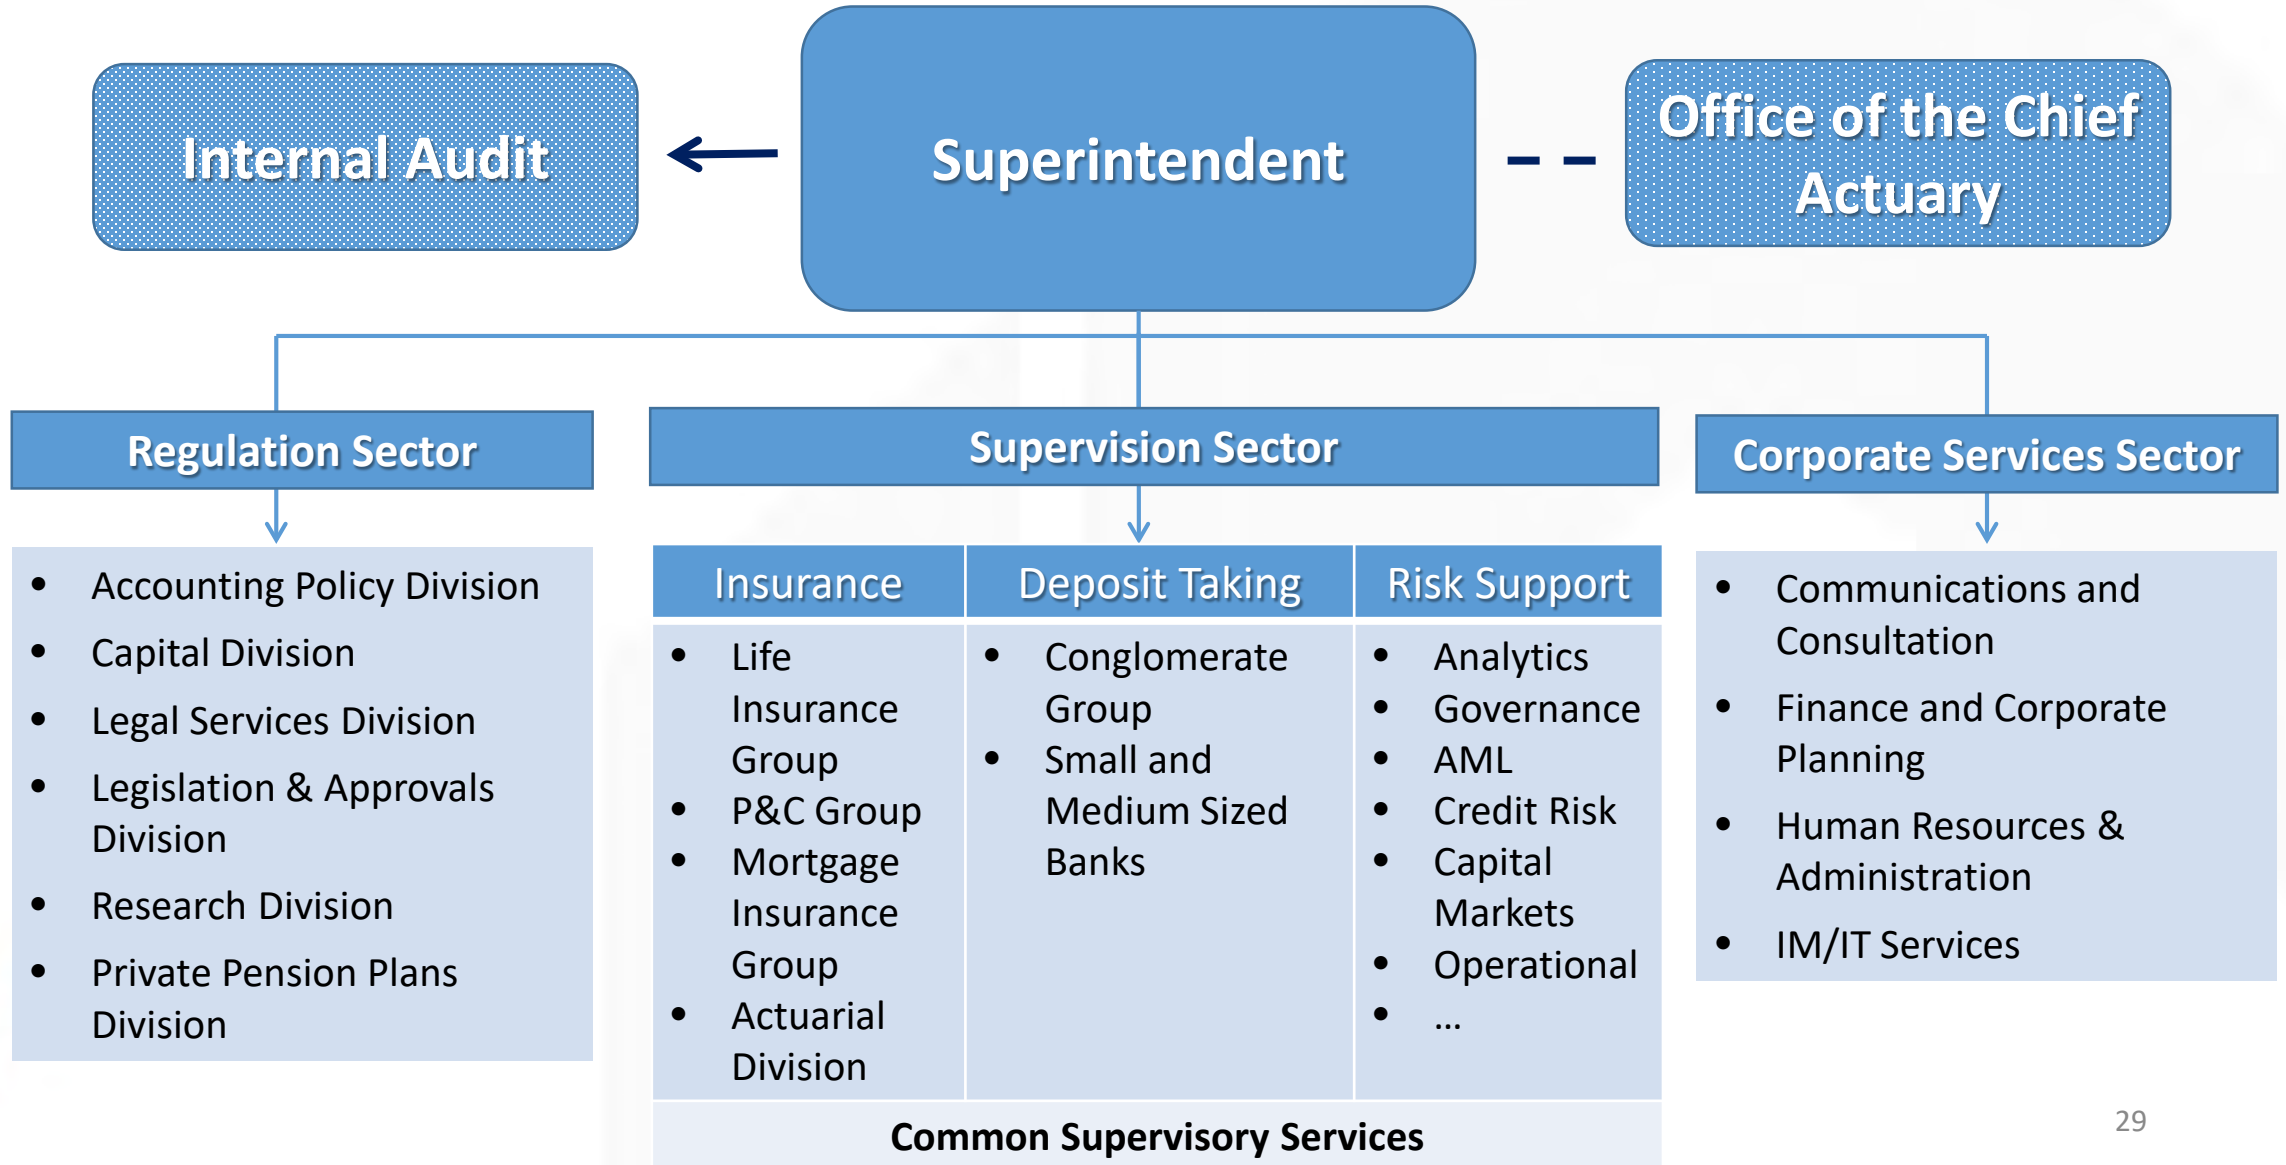 Internal Audit
Superintendent
Office of the Chief
Actuary
Regulation Sector
• Accounting Policy Division
• Capital Division
• Legal Services Division
• Legislation & Approvals
Division
• Research Division
• Private Pension Plans
Division
Supervision Sector
Insurance
• Life
Insurance
Group
• P&C Group
• Mortgage
Insurance
Group
• Actuarial
Division
Deposit Taking
• Conglomerate
Group
• Small and
Medium Sized
Banks
Risk Support
• Analytics
• Governance
• AML
• Credit Risk
• Capital
Markets
• Operational
• ...
Common Supervisory Services
Corporate Services Sector
• Communications and
Consultation
• Finance and Corporate
Planning
• Human Resources &
Administration
• IM/IT Services
29